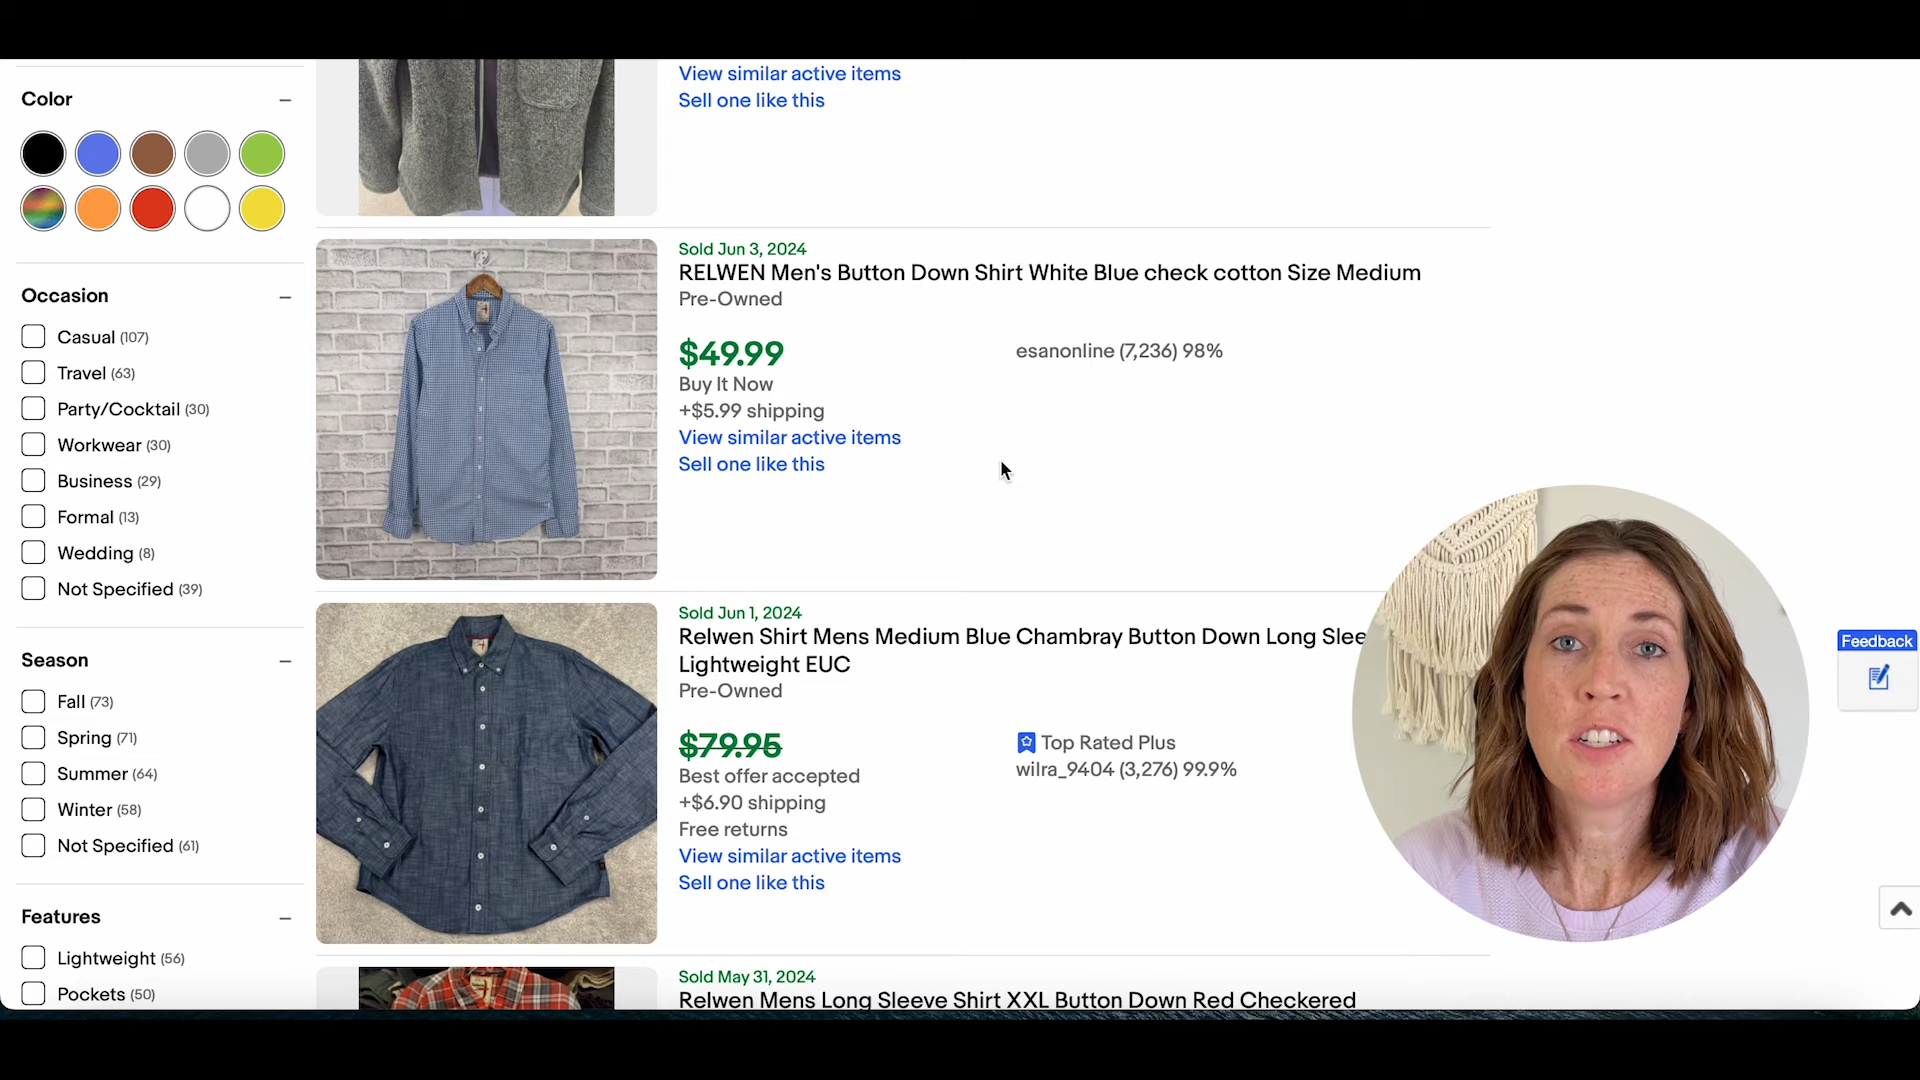 View similar active items
Sell one like this
Color
Occasion
Casual (107)
Travel (63)
Party/Cocktail (30)
Workwear (30)
Business (29)
Formal (13)
Wedding (8)
Not Specified (39)
Season
Fall (73)
Spring (71)
Summer (64)
Winter (58)
Not Specified (61)
Features
Lightweight (56)
Pockets (50)
Sold Jun 3, 2024
RELWEN Men's Button Down Shirt White Blue check cotton Size Medium
Pre-Owned
$49.99
Buy It Now
+$5.99 shipping
View similar active items
Sell one like this
esanonline (7,236) 98%
Sold Jun 1, 2024
Relwen Shirt Mens Medium Blue Chambray Button Down Long Slee
Lightweight EUC
Pre-Owned
$79.95
Best offer accepted
+$6.90 shipping
Free returns
View similar active items
Sell one like this
Top Rated Plus
wilra_9404 (3,276) 99.9%
Sold May 31, 2024
Relwen Mens Long Sleeve Shirt XXL Button Down Red Checkered
Feedback